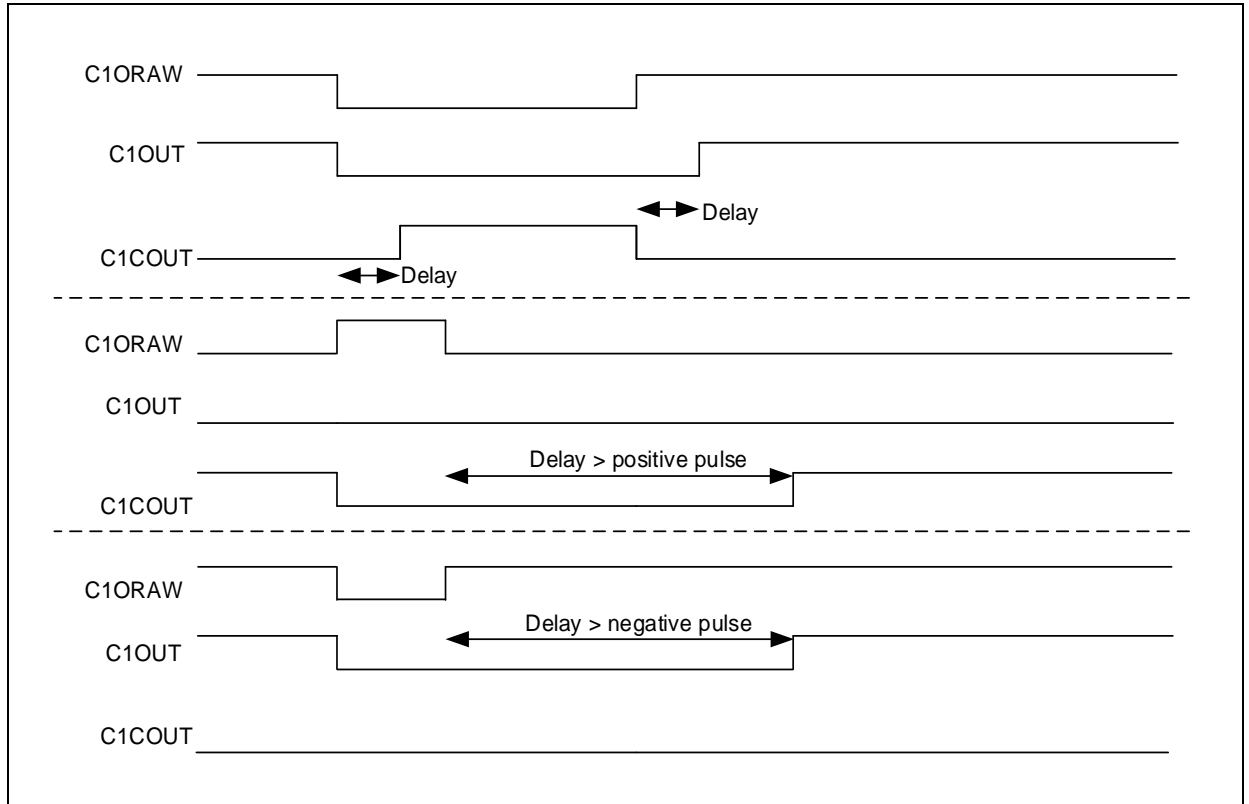 C1ORAW
C1OUT
Delay
C1COUT
Delay
C1ORAW
C1OUT
Delay > positive pulse
C1COUT
C1ORAW
Delay > negative pulse
C1OUT
C1COUT